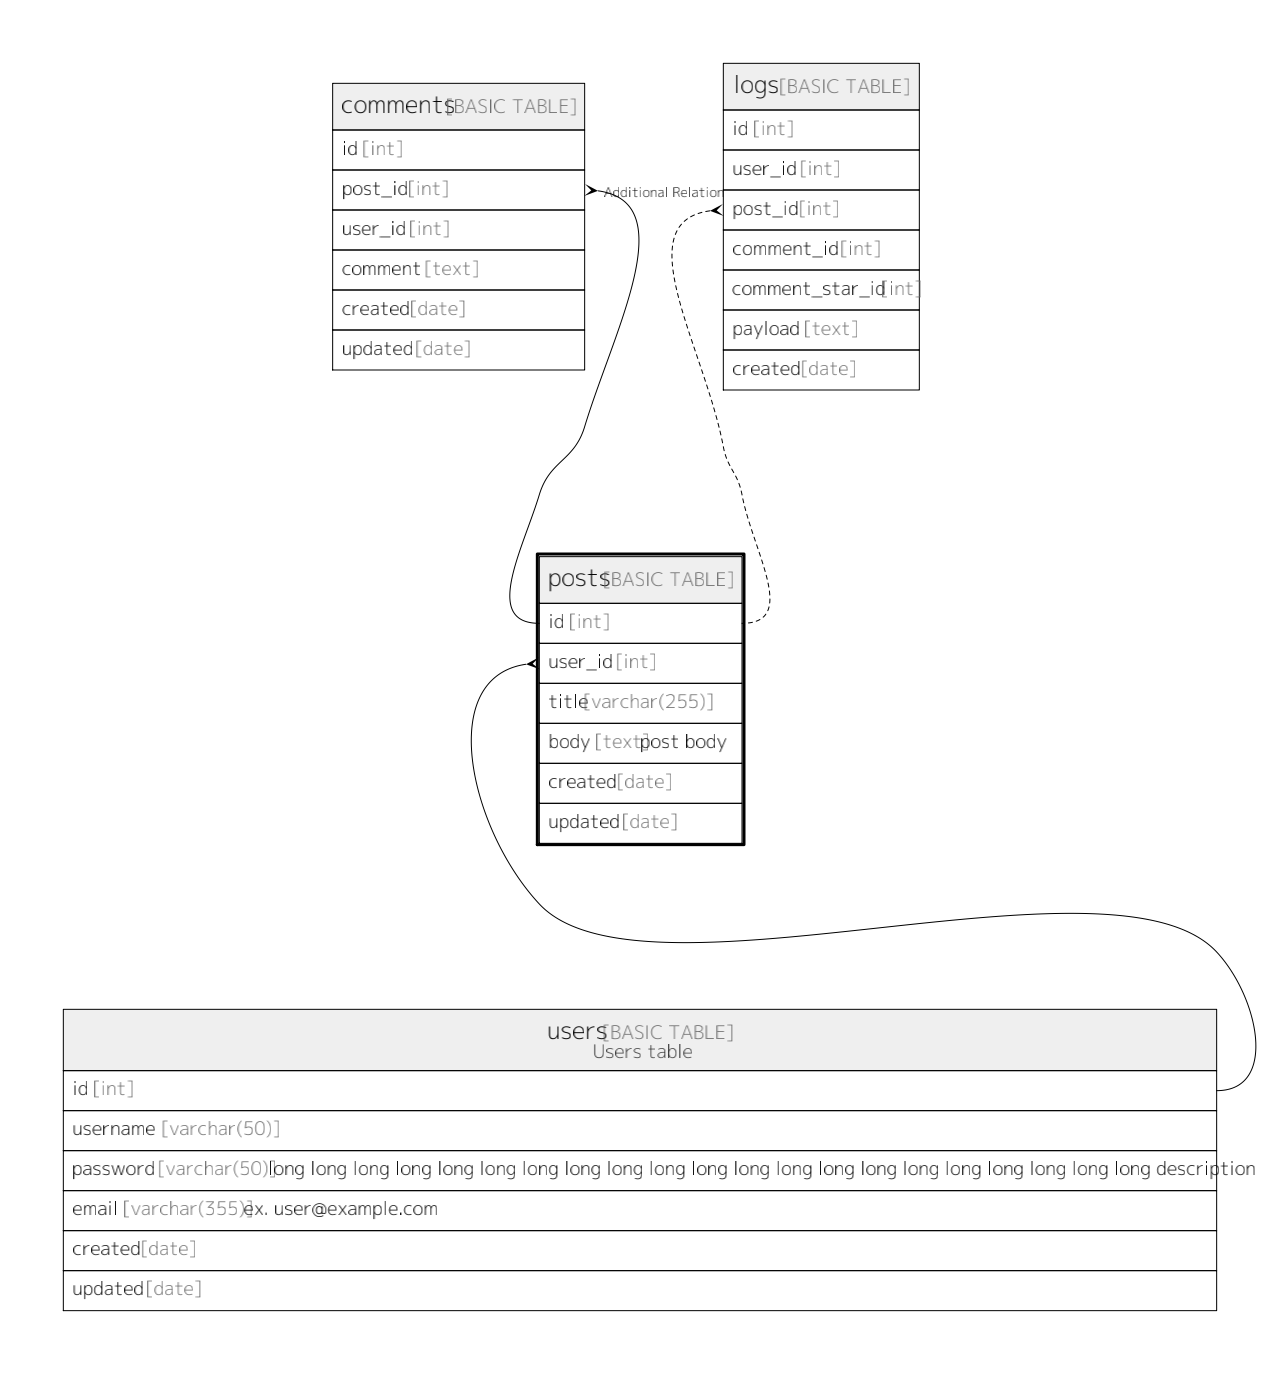 comments [BASIC TABLE]
id [int]
post_id [int]
user_id [int]
comment [text]
created [date]
updated [date]
Additional Relation
logs [BASIC TABLE]
id [int]
user_id [int]
post_id [int]
comment_id [int]
comment_star_id [int]
payload [text]
created [date]
posts [BASIC TABLE]
id [int]
user_id [int]
title [varchar(255)]
body [text] post body
created [date]
updated [date]
users [BASIC TABLE]
Users table
id [int]
username [varchar(50)]
password [varchar(50)] long long long long long long long long long long long long long long long long long long long long long description
email [varchar(355)] ex. user@example.com
created [date]
updated [date]